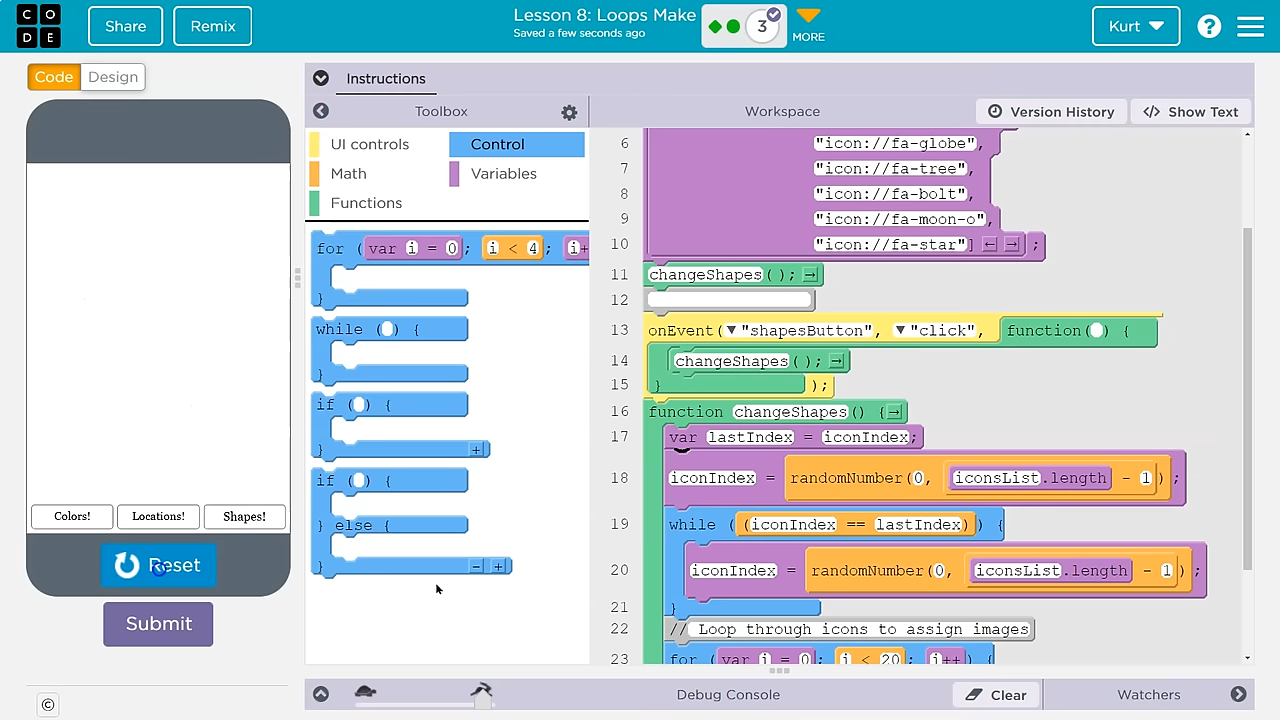 C O D E
Share
Remix
Lesson 8: Loops Make
Saved a few seconds ago
3
MORE
Kurt
?
Code
Design
Instructions
Toolbox
Workspace
Version History
</> Show Text
UI controls
Control
Math
Variables
Functions
for (var i = 0; i < 4; i+
}
while ( ) {
}
if ( ) {
} +
if ( ) {
} else {
} - +
6 "icon://fa-globe",
7 "icon://fa-tree",
8 "icon://fa-bolt",
9 "icon://fa-moon-o",
10 "icon://fa-star"] ← → ;
11 changeShapes(); →
12
13 onEvent(▼"shapesButton", ▼"click", function( ) {
14 changeShapes(); →
15 } );
16 function changeShapes() { →
17 var lastIndex = iconIndex;
18 iconIndex = randomNumber(0, iconsList.length - 1);
19 while ((iconIndex == lastIndex)) {
20 iconIndex = randomNumber(0, iconsList.length - 1);
21 }
22 // Loop through icons to assign images
23 for (var i = 0; i < 20; i++) {
Colors!
Locations!
Shapes!
Reset
Submit
©
Debug Console
Clear
Watchers